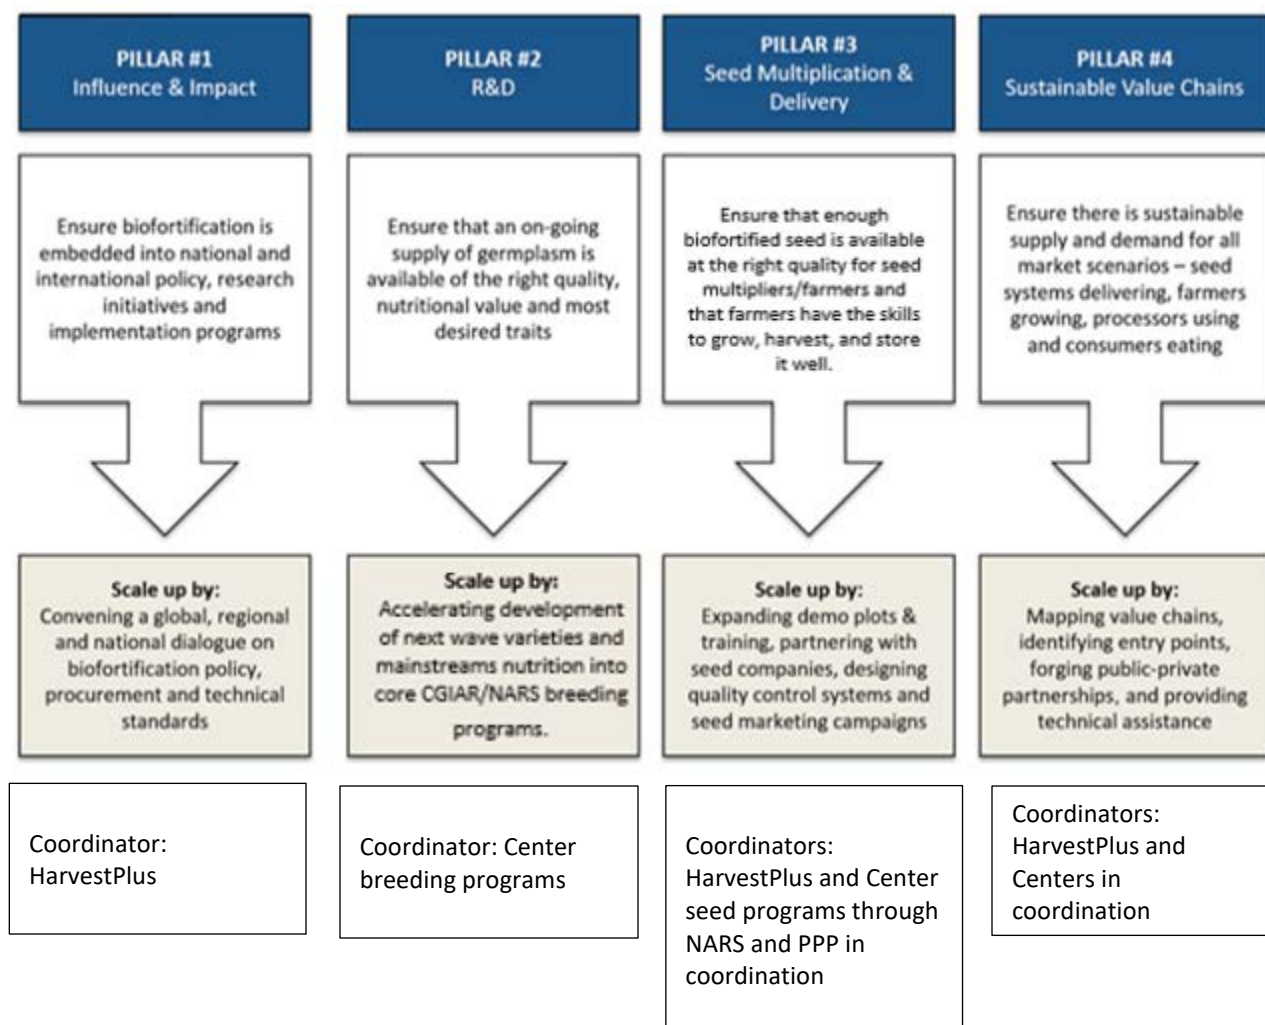 PILLAR #1
Influence & Impact
Ensure biofortification is
embedded into national and
international policy, research
initiatives and
implementation programs
Scale up by:
Convening a global, regional
and national dialogue on
biofortification policy,
procurement and technical
standards
Coordinator:
HarvestPlus
PILLAR #2
R&D
Ensure that an on-going
supply of germplasm is
available of the right quality,
nutritional value and most
desired traits
Scale up by:
Accelerating development
of next wave varieties and
mainstreams nutrition into
core CGIAR/NARS breeding
programs.
Coordinator: Center
breeding programs
PILLAR #3
Seed Multiplication &
Delivery
Ensure that enough
biofortified seed is available
at the right quality for seed
multipliers/farmers and
that farmers have the skills
to grow, harvest, and store
it well.
Scale up by:
Expanding demo plots &
training, partnering with
seed companies, designing
quality control systems and
seed marketing campaigns
Coordinators:
HarvestPlus and Center
seed programs through
NARS and PPP in
coordination
PILLAR #4
Sustainable Value Chains
Ensure there is sustainable
supply and demand for all
market scenarios – seed
systems delivering, farmers
growing, processors using
and consumers eating
Scale up by:
Mapping value chains,
identifying entry points,
forging public-private
partnerships, and providing
technical assistance
Coordinators:
HarvestPlus and
Centers in
coordination